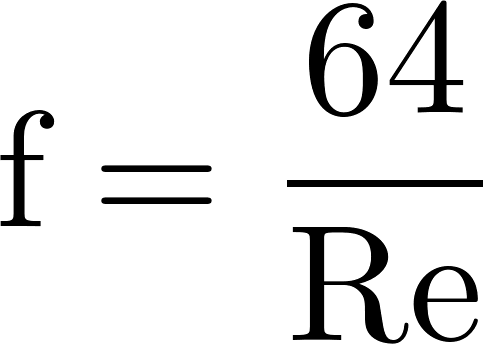 f = 64/Re